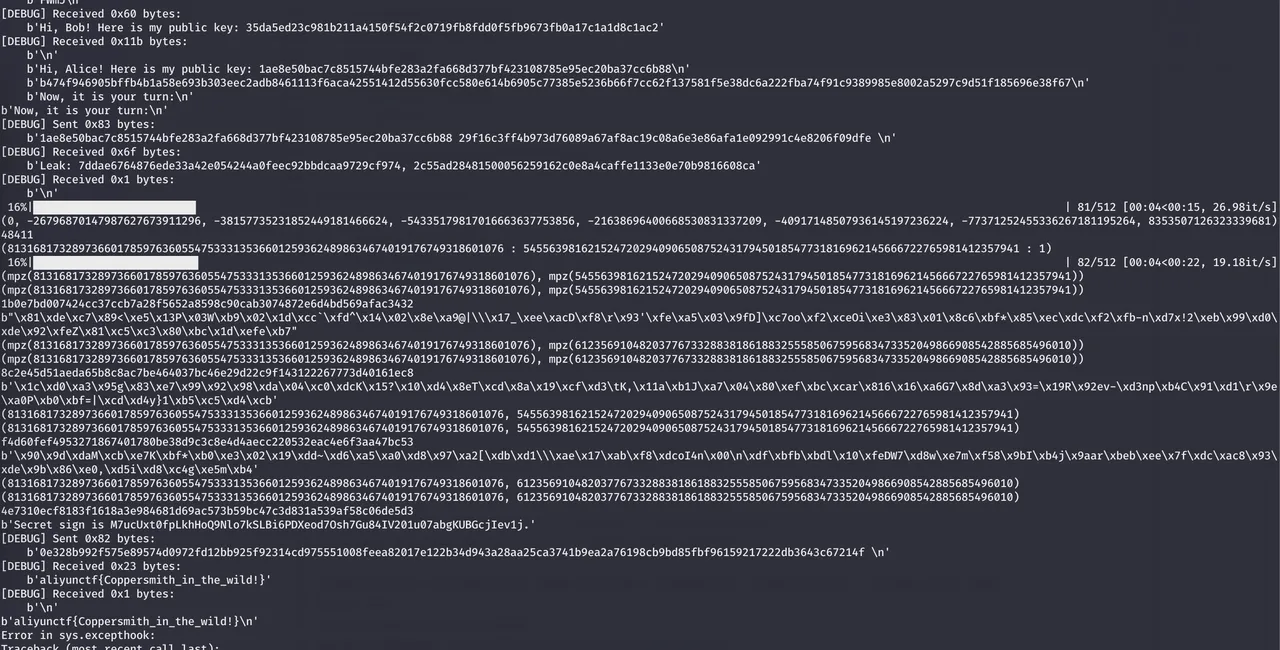 b'FWm5\n'
[DEBUG] Received 0x60 bytes:
b'Hi, Bob! Here is my public key: 35da5ed23c981b211a4150f54f2c0719fb8fdd0f5fb9673fb0a17c1a1d8c1ac2'
[DEBUG] Received 0x11b bytes:
b'\n'
b'Hi, Alice! Here is my public key: 1ae8e50bac7c8515744bfe283a2fa668d377bf423108785e95ec20ba37cc6b88\n'
b'b474f946905bffb4b1a58e693b303eec2adb8461113f6aca42551412d55630fcc580e614b6905c77385e5236b66f7cc62f137581f5e38dc6a222fba74f91c9389985e8002a5297c9d51f185696e38f67\n'
b'Now, it is your turn:\n'
b'Now, it is your turn:\n'
[DEBUG] Sent 0x83 bytes:
b'1ae8e50bac7c8515744bfe283a2fa668d377bf423108785e95ec20ba37cc6b88 29f16c3ff4b973d76089a67af8ac19c08a6e3e86afa1e092991c4e8206f09dfe \n'
[DEBUG] Received 0x6f bytes:
b'Leak: 7ddae6764876ede33a42e054244a0feec92bbdcaa9729cf974, 2c55ad28481500056259162c0e8a4caffe1133e0e70b9816608ca'
[DEBUG] Received 0x1 bytes:
b'\n'
16%| | 81/512 [00:04<00:15, 26.98it/s]
(0, -26796870147987627673911296, -38157735231852449181466624, -54335179817016663637753856, -21638696400668530831337209, -40917148507936145197236224, -77371252455336267181195264, 8353507126323339681)
48411
(81316817328973660178597636055475333135366012593624898634674019176749318601076 : 54556398162152472029409065087524317945018547731816962145666722765981412357941 : 1)
16%| | 82/512 [00:04<00:22, 19.18it/s]
(mpz(81316817328973660178597636055475333135366012593624898634674019176749318601076), mpz(54556398162152472029409065087524317945018547731816962145666722765981412357941))
(mpz(81316817328973660178597636055475333135366012593624898634674019176749318601076), mpz(54556398162152472029409065087524317945018547731816962145666722765981412357941))
1b0e7bd007424cc37ccb7a28f5652a8598c90cab3074872e6d4bd569afac3432
b"\x81\xde\xc7\x89<\xe5\x13P\x03W\xb9\x02\x1d\xcc`\xfd^\x14\x02\x8e\xa9@|\\\x17_\xee\xacD\xf8\r\x93'\xfe\xa5\x03\x9fD]\xc7oo\xf2\xceOi\xe3\x83\x01\x8c6\xbf*\x85\xec\xdc\xf2\xfb-n\xd7x!2\xeb\x99\xd0\
xde\x92\xfeZ\x81\xc5\xc3\x80\xbc\x1d\xefe\xb7"
(mpz(81316817328973660178597636055475333135366012593624898634674019176749318601076), mpz(61235691048203776733288381861883255585067595683473352049866908542885685496010))
(mpz(81316817328973660178597636055475333135366012593624898634674019176749318601076), mpz(61235691048203776733288381861883255585067595683473352049866908542885685496010))
8c2e45d51aeda65b8c8ac7be464037bc46e29d22c9f143122267773d40161ec8
b'\x1c\xd0\xa3\x95g\x83\xe7\x99\x92\x98\xda\x04\xc0\xdcK\x15?\x10\xd4\x8eT\xcd\x8a\x19\xcf\xd3\tK,\x11a\xb1J\xa7\x04\x80\xef\xbc\xcar\x816\x16\xa6G7\x8d\xa3\x93=\x19R\x92ev-\xd3np\xb4C\x91\xd1\r\x9e
\xa0P\xb0\xbf=|\xcd\xd4y}1\xb5\xc5\xd4\xcb'
(81316817328973660178597636055475333135366012593624898634674019176749318601076, 54556398162152472029409065087524317945018547731816962145666722765981412357941)
(81316817328973660178597636055475333135366012593624898634674019176749318601076, 54556398162152472029409065087524317945018547731816962145666722765981412357941)
f4d60fef4953271867401780be38d9c3c8e4d4aecc220532eac4e6f3aa47bc53
b'\x90\x9d\xdaM\xcb\xe7K\xbf*\xb0\xe3\x02\x19\xd~\xd6\xa5\xa0\xd8\x97\xa2[\xdb\xd1\\\xae\x17\xab\xf8\xdcoI4n\x00\n\xdf\xbfb\xbdl\x10\xfeDW7\xd8w\xe7m\xf58\x9bI\xb4j\x9aar\xbeb\xee\x7f\xdc\xac8\x93\
xde\x9b\x86\xe0,\xd5i\xd8\xc4g\xe5m\xb4'
(81316817328973660178597636055475333135366012593624898634674019176749318601076, 61235691048203776733288381861883255585067595683473352049866908542885685496010)
(81316817328973660178597636055475333135366012593624898634674019176749318601076, 61235691048203776733288381861883255585067595683473352049866908542885685496010)
4e7310ecf8183f1618a3e984681d69ac573b59bc47c3d831a539af58c06de5d3
b'Secret sign is M7ucUxt0fpLkhHoQ9Nlo7kSLBi6PDXeod7Osh7Gu84IV201u07abgKUBGcjIev1j.'
[DEBUG] Sent 0x82 bytes:
b'0e328b992f575e89574d0972fd12bb925f92314cd975551008feea82017e122b34d943a28aa25ca3741b9ea2a76198cb9bd85fbf96159217222db3643c67214f \n'
[DEBUG] Received 0x23 bytes:
b'aliyunctf{Coppersmith_in_the_wild!}'
[DEBUG] Received 0x1 bytes:
b'\n'
b'aliyunctf{Coppersmith_in_the_wild!}\n'
Error in sys.excepthook:
Traceback (most recent call last):